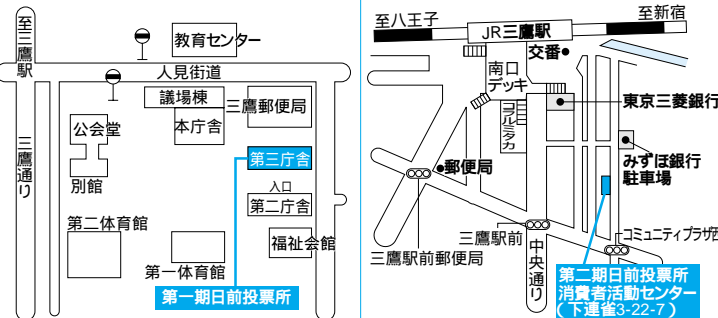 至三鷹駅
三鷹通り
教育センター
人見街道
議場棟
本庁舎
三鷹郵便局
公会堂
別館
第三庁舎
入口
第二庁舎
第二体育館
第一体育館
福祉会館
第一期日前投票所
至八王子
JR三鷹駅
至新宿
交番
南口
デッキ
コラルミタカ
東京三菱銀行
みずほ銀行
駐車場
郵便局
三鷹駅前郵便局
三鷹駅前
中央通り
コミュニティプラザ西
第二期日前投票所
消費者活動センター
(下連雀3-22-7)